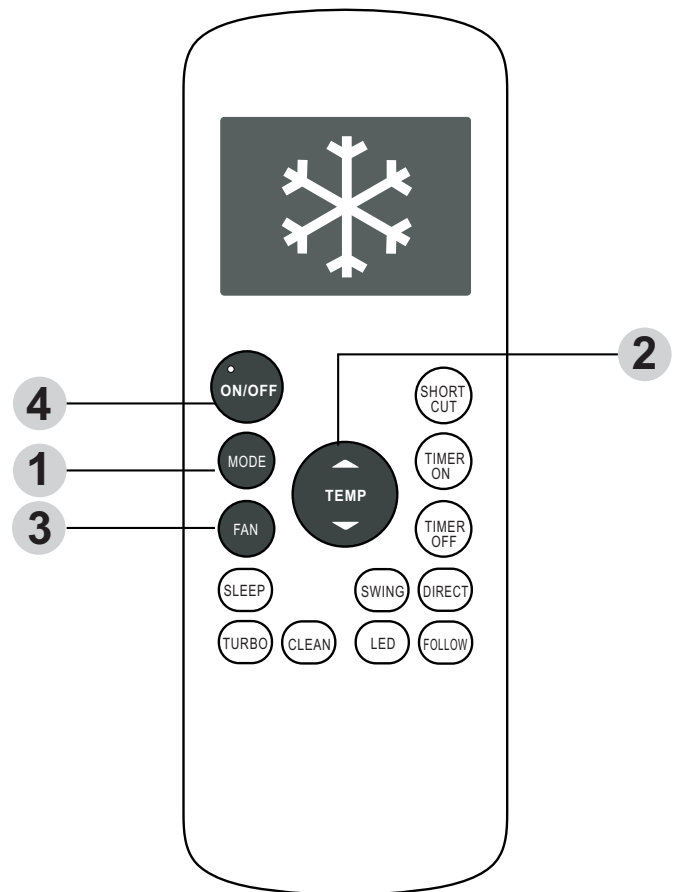 2
ON/OFF
SHORT
CUT
4
MODE
TIMER
ON
1
TEMP
FAN
TIMER
OFF
3
SLEEP
SWING
DIRECT
TURBO
CLEAN
LED
FOLLOW